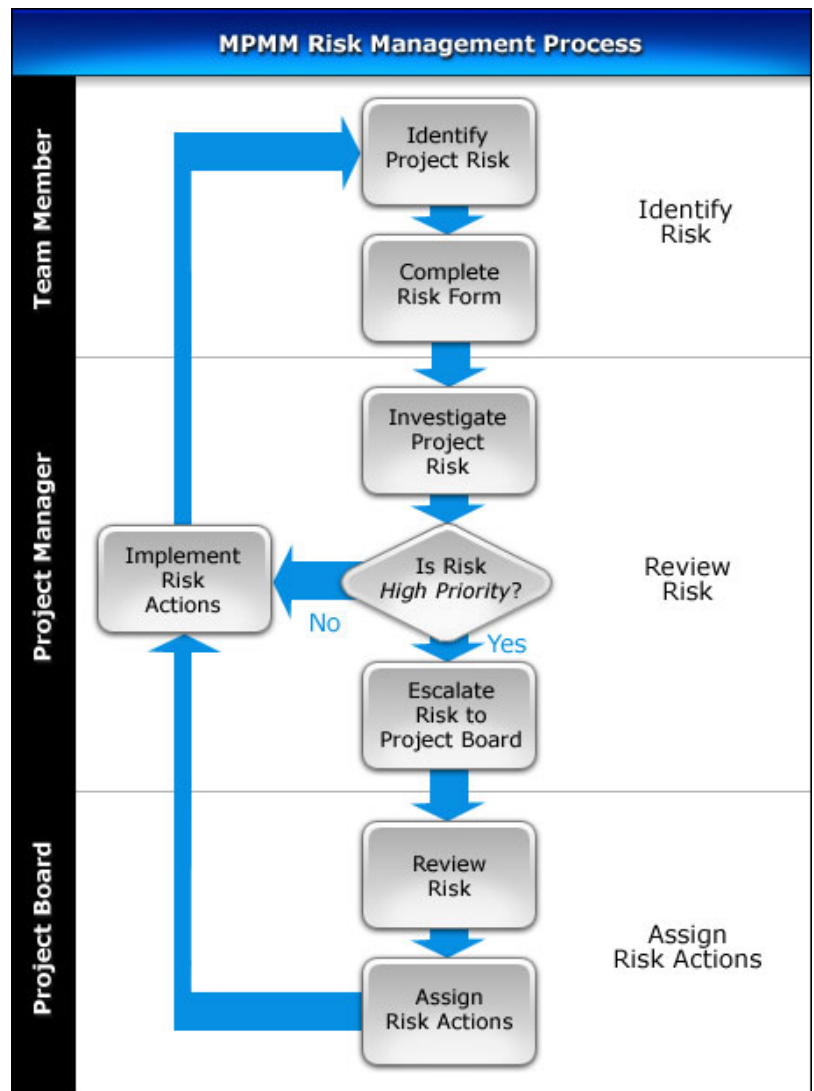 MPMM Risk Management Process
Team Member
Identify
Project Risk
Identify
Risk
Complete
Risk Form
Project Manager
Investigate
Project
Risk
Implement
Risk
Actions
Is Risk
High Priority?
Review
Risk
No
Yes
Escalate
Risk to
Project Board
Project Board
Review
Risk
Assign
Risk Actions
Assign
Risk Actions